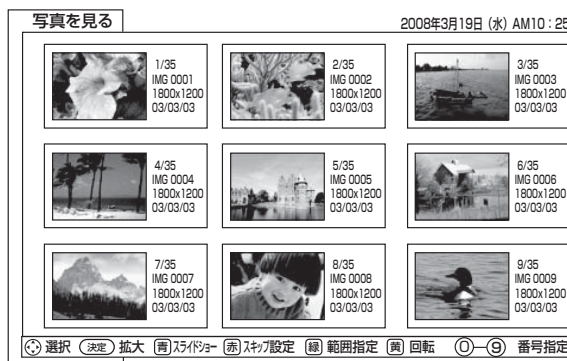 写真を見る
2008年3月19日 (水) AM10：25
1/35
IMG 0001
1800x1200
03/03/03
2/35
IMG 0002
1800x1200
03/03/03
3/35
IMG 0003
1800x1200
03/03/03
4/35
IMG 0004
1800x1200
03/03/03
5/35
IMG 0005
1800x1200
03/03/03
6/35
IMG 0006
1800x1200
03/03/03
7/35
IMG 0007
1800x1200
03/03/03
8/35
IMG 0008
1800x1200
03/03/03
9/35
IMG 0009
1800x1200
03/03/03
選択 決定 拡大 青 スライドショー 赤 スキップ設定 緑 範囲指定 黄 回転 0―9 番号指定